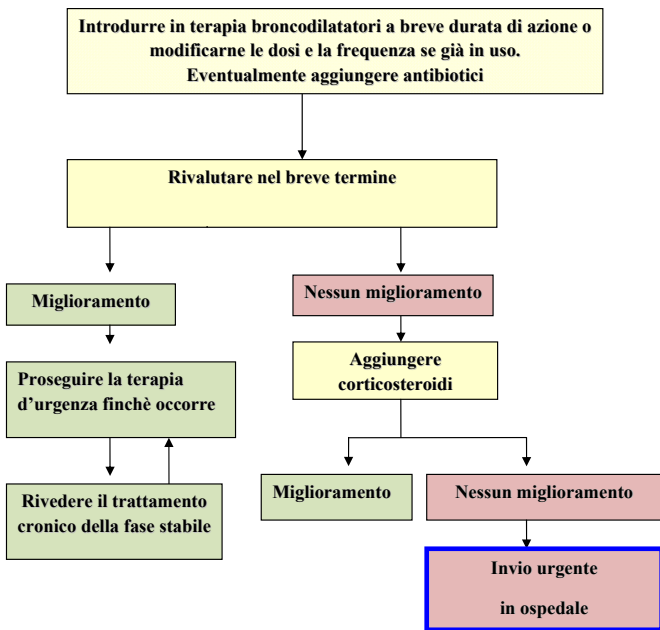 Introdurre in terapia broncodilatatori a breve durata di azione o
modificarne le dosi e la frequenza se già in uso.
Eventualmente aggiungere antibiotici
Rivalutare nel breve termine
Miglioramento
Nessun miglioramento
Proseguire la terapia
d'urgenza finchè occorre
Aggiungere
corticosteroidi
Rivedere il trattamento
cronico della fase stabile
Miglioramento
Nessun miglioramento
Invio urgente
in ospedale